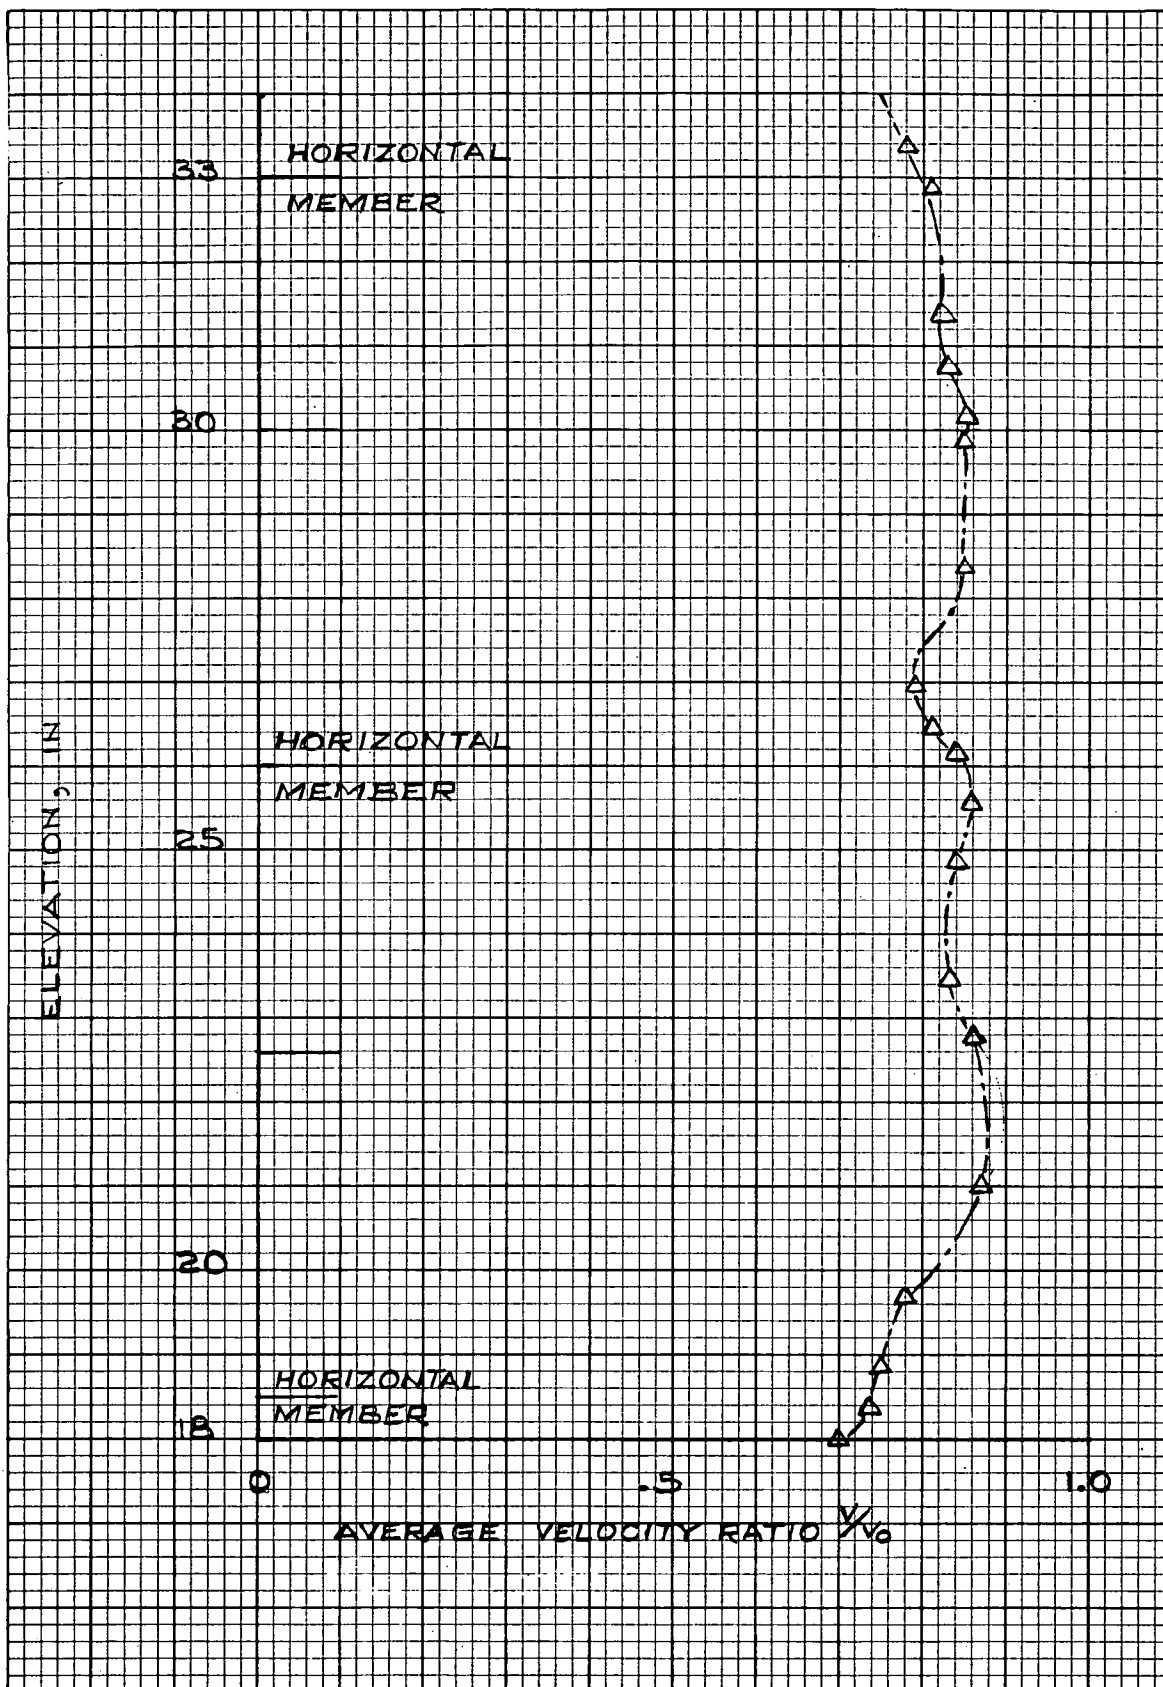 HORIZONTAL
33
MEMBER
30
ELEVATION, IN
HORIZONTAL
MEMBER
25
20
HORIZONTAL
MEMBER
18
0 .5 1.0
AVERAGE VELOCITY RATIO V/V₀